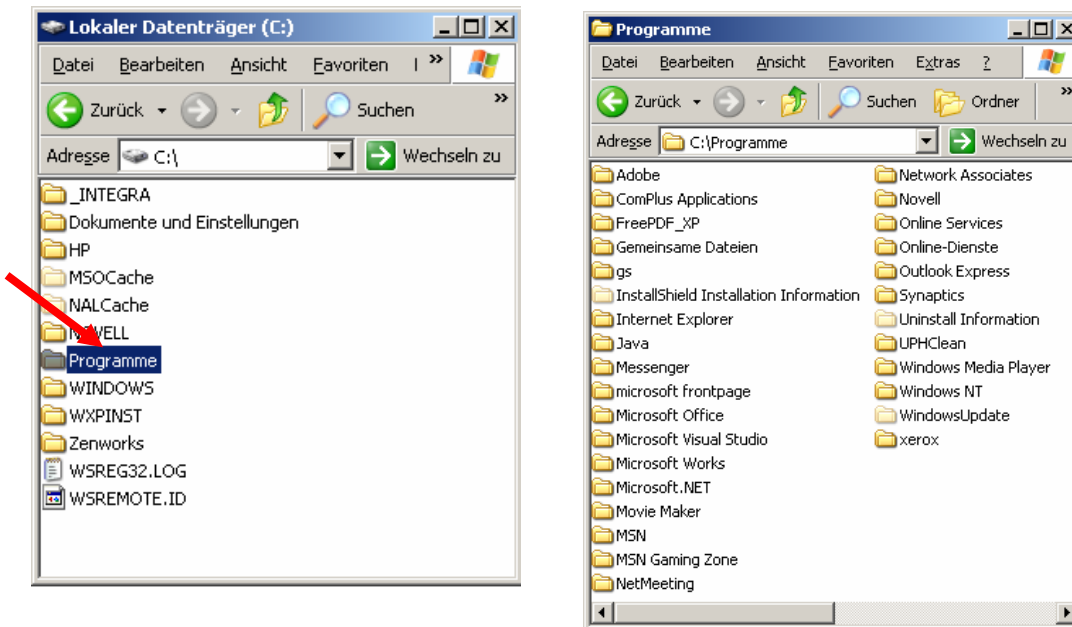 Lokaler Datenträger (C:)
Datei Bearbeiten Ansicht Favoriten »
Zurück Suchen »
Adresse C:\ Wechseln zu
_INTEGRA
Dokumente und Einstellungen
HP
MSOCache
NALCache
NOVELL
Programme
WINDOWS
WXPINST
Zenworks
WSREG32.LOG
WSREMOTE.ID
Programme
Datei Bearbeiten Ansicht Favoriten Extras ?
Zurück Suchen Ordner »
Adresse C:\Programme Wechseln zu
Adobe
ComPlus Applications
FreePDF_XP
Gemeinsame Dateien
gs
InstallShield Installation Information
Internet Explorer
Java
Messenger
microsoft frontpage
Microsoft Office
Microsoft Visual Studio
Microsoft Works
Microsoft.NET
Movie Maker
MSN
MSN Gaming Zone
NetMeeting
Network Associates
Novell
Online Services
Online-Dienste
Outlook Express
Synaptics
Uninstall Information
UPHClean
Windows Media Player
Windows NT
WindowsUpdate
xerox